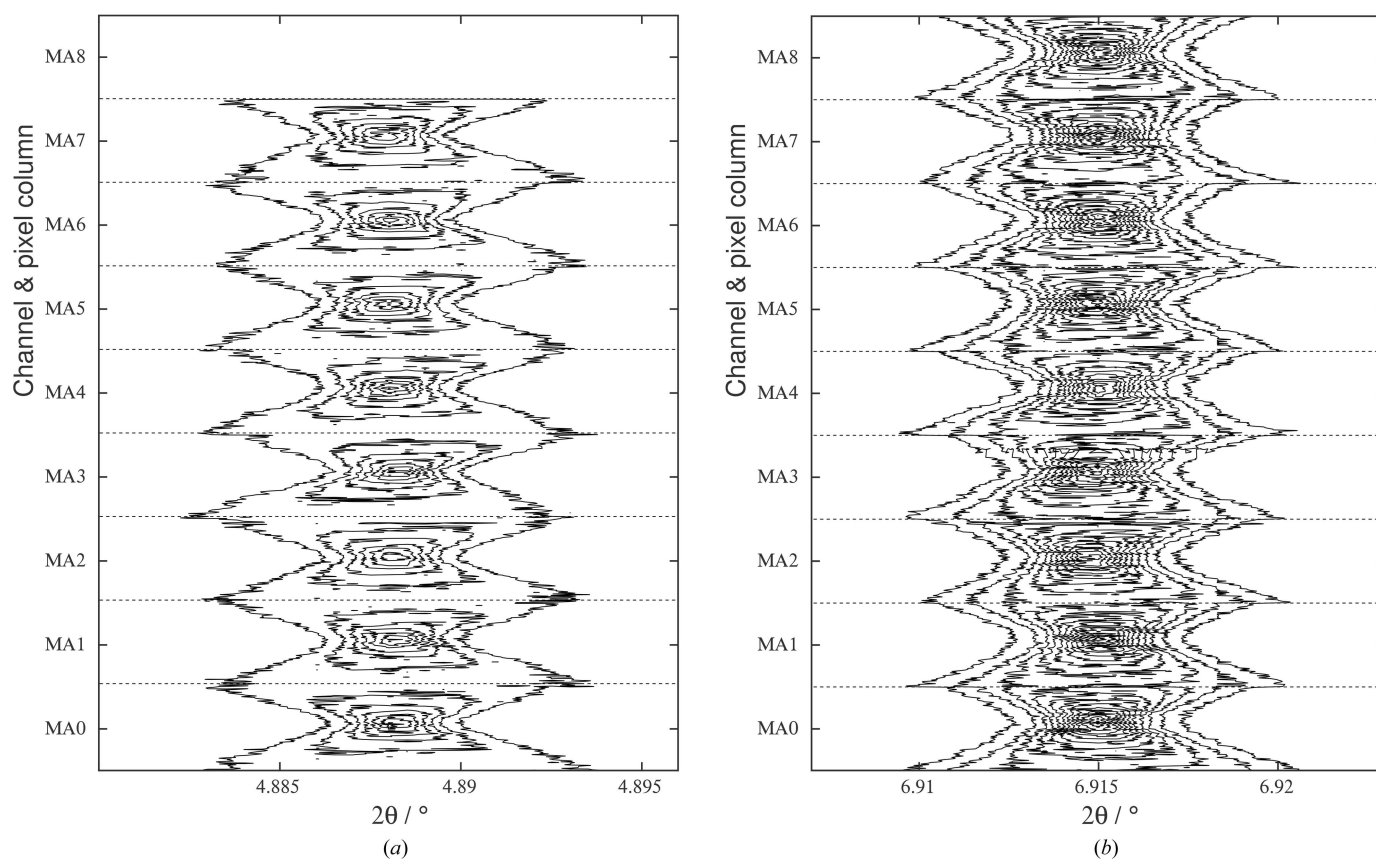 Channel & pixel column
MA8
MA7
MA6
MA5
MA4
MA3
MA2
MA1
MA0
4.885
4.89
4.895
2θ / °
(a)
Channel & pixel column
MA8
MA7
MA6
MA5
MA4
MA3
MA2
MA1
MA0
6.91
6.915
6.92
2θ / °
(b)